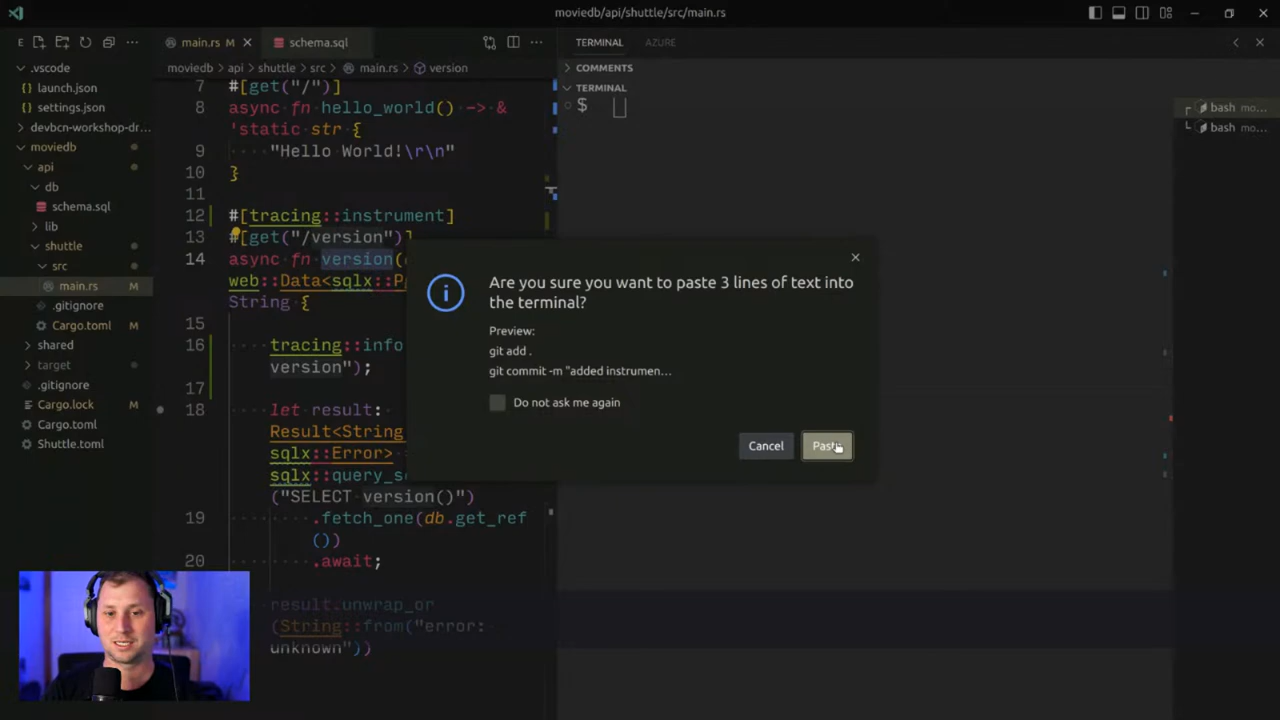 moviedb/api/shuttle/src/main.rs
E
main.rs M
schema.sql
TERMINAL
AZURE
.vscode
launch.json
settings.json
devbcn-workshop-dr...
moviedb
api
db
schema.sql
lib
shuttle
src
main.rs M
.gitignore
Cargo.toml
shared
target
.gitignore
Cargo.lock
Cargo.toml
Shuttle.toml
moviedb > api > shuttle > src > main.rs > version
7 #[get("/")]
8 async fn hello_world() -> &
'static str {
9 "Hello World!\r\n"
10 }
11
12 #[tracing::instrument]
13 #[get("/version")]
14 async fn version(
web::Data<sqlx::P
String {
15
16 tracing::info
version");
17
18 let result:
Result<String
sqlx::Error>
sqlx::query_s
("SELECT version()")
19 .fetch_one(db.get_ref
())
20 .await;
result.unwrap_or
(String::from("error:
unknown"))
COMMENTS
TERMINAL
$
bash mo...
bash mo...
Are you sure you want to paste 3 lines of text into
the terminal?
Preview:
git add .
git commit -m "added instrumen...
Do not ask me again
Cancel
Paste